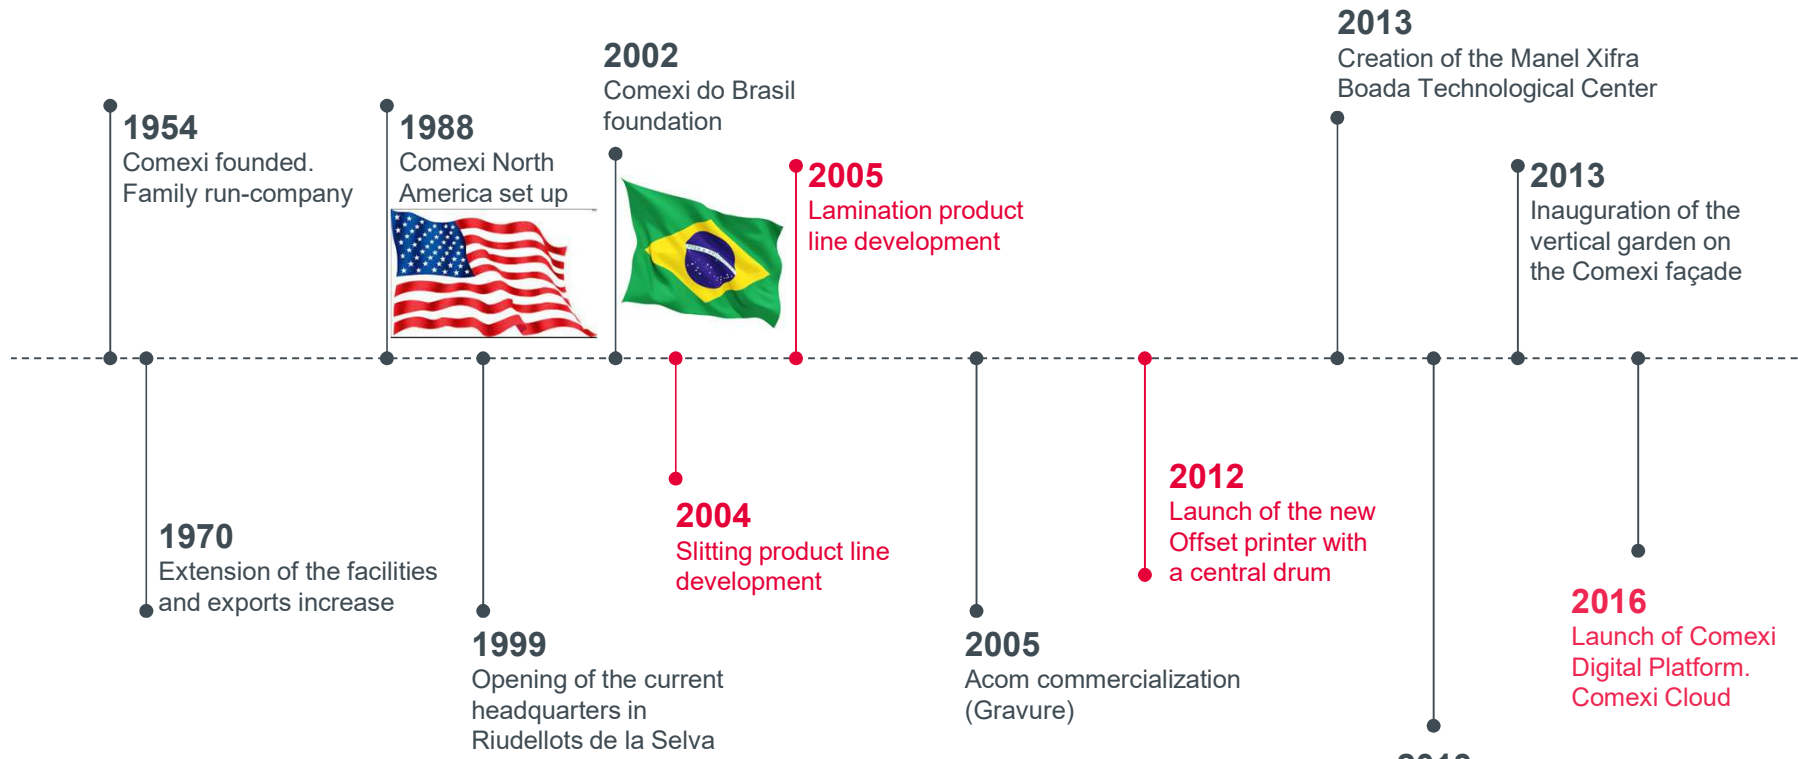 1954
Comexi founded.
Family run-company
1970
Extension of the facilities
and exports increase
1988
Comexi North
America set up
1999
Opening of the current
headquarters in
Riudellots de la Selva
2002
Comexi do Brasil
foundation
2004
Slitting product line
development
2005
Lamination product
line development
2005
Acom commercialization
(Gravure)
2012
Launch of the new
Offset printer with
a central drum
2013
Creation of the Manel Xifra
Boada Technological Center
2013
Inauguration of the
vertical garden on
the Comexi façade
2016
Launch of Comexi
Digital Platform.
Comexi Cloud